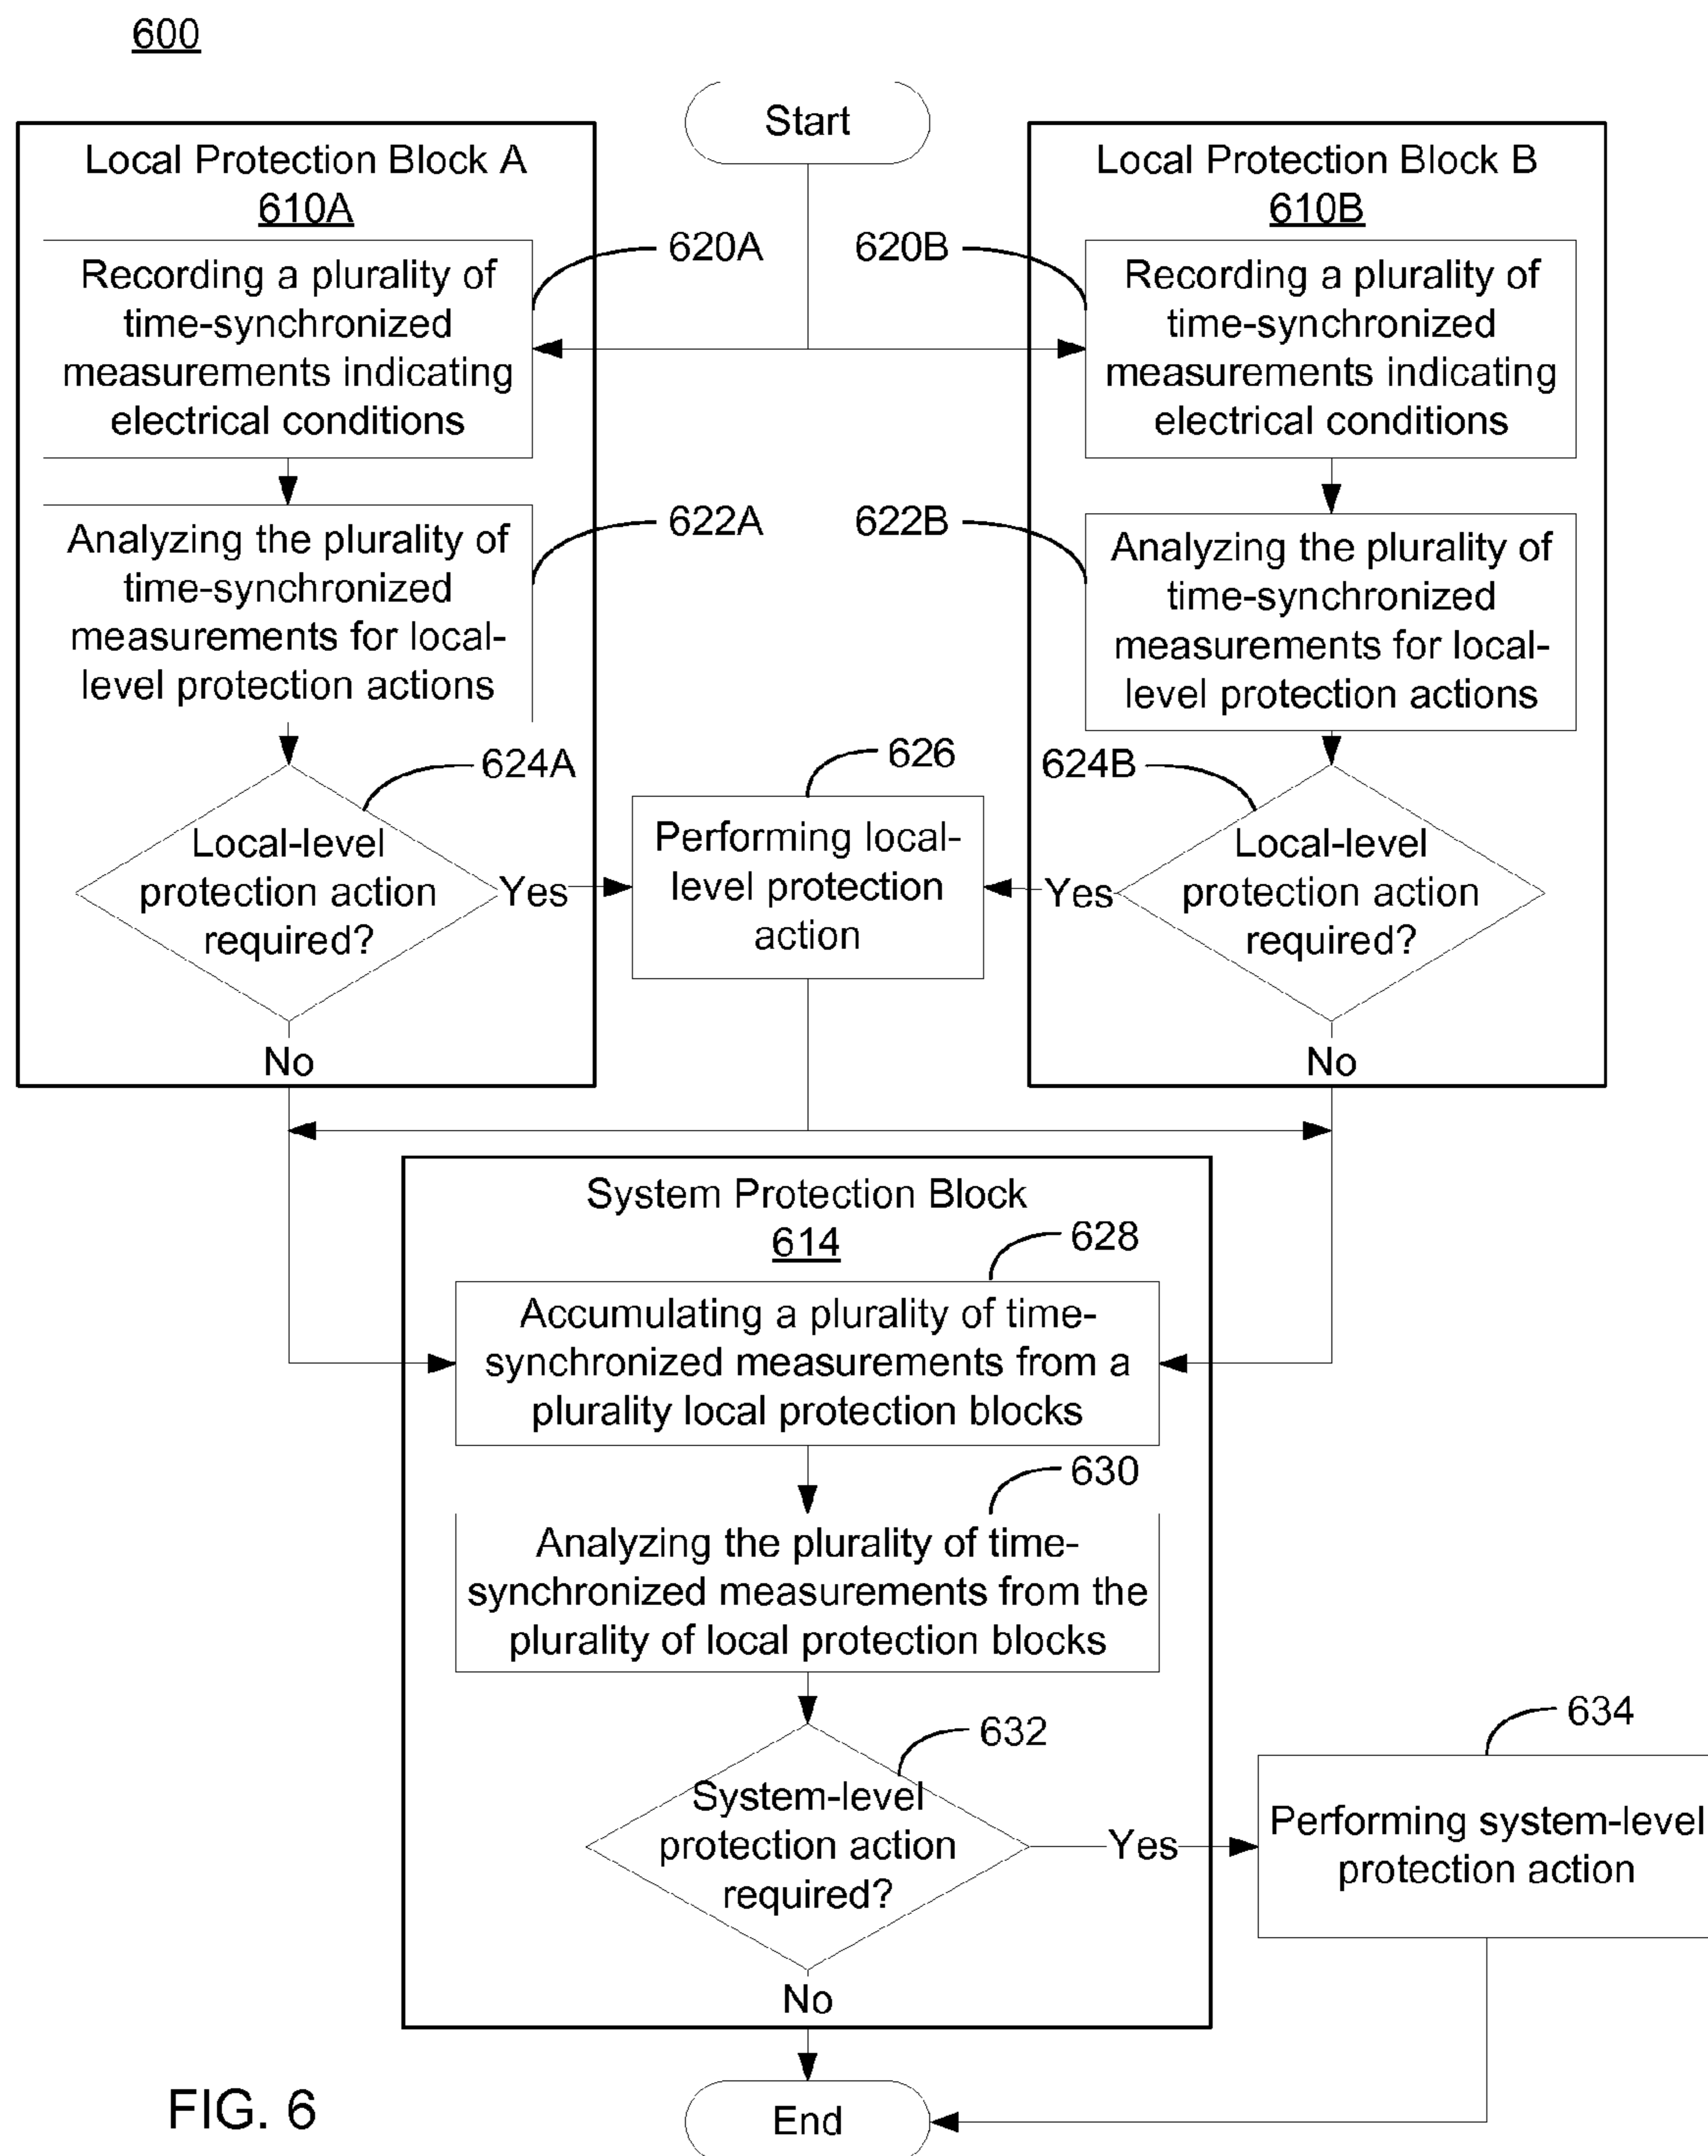 600
Start
Local Protection Block A
610A
620A
Recording a plurality of
time-synchronized
measurements indicating
electrical conditions
622A
Analyzing the plurality of
time-synchronized
measurements for local-
level protection actions
624A
Local-level
protection action
required?
Yes
No
Local Protection Block B
610B
620B
Recording a plurality of
time-synchronized
measurements indicating
electrical conditions
622B
Analyzing the plurality of
time-synchronized
measurements for local-
level protection actions
624B
Local-level
protection action
required?
Yes
No
626
Performing local-
level protection
action
System Protection Block
614
628
Accumulating a plurality of time-
synchronized measurements from a
plurality local protection blocks
630
Analyzing the plurality of time-
synchronized measurements from the
plurality of local protection blocks
632
System-level
protection action
required?
Yes
No
634
Performing system-level
protection action
End
FIG. 6